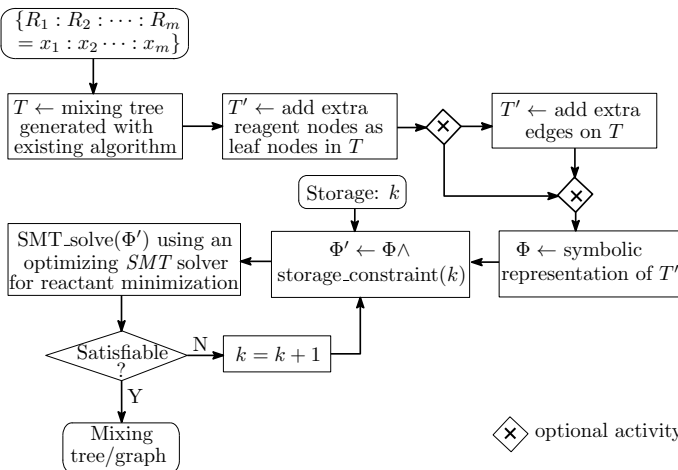 {R₁ : R₂ : ⋯ : Rₘ
= x₁ : x₂ ⋯ : xₘ}
T ← mixing tree
generated with
existing algorithm
T′ ← add extra
reagent nodes as
leaf nodes in T
T′ ← add extra
edges on T
Storage: k
SMT_solve(Φ′) using an
optimizing SMT solver
for reactant minimization
Φ′ ← Φ∧
storage_constraint(k)
Φ ← symbolic
representation of T′
Satisfiable
?
N
k = k + 1
Y
Mixing
tree/graph
optional activity